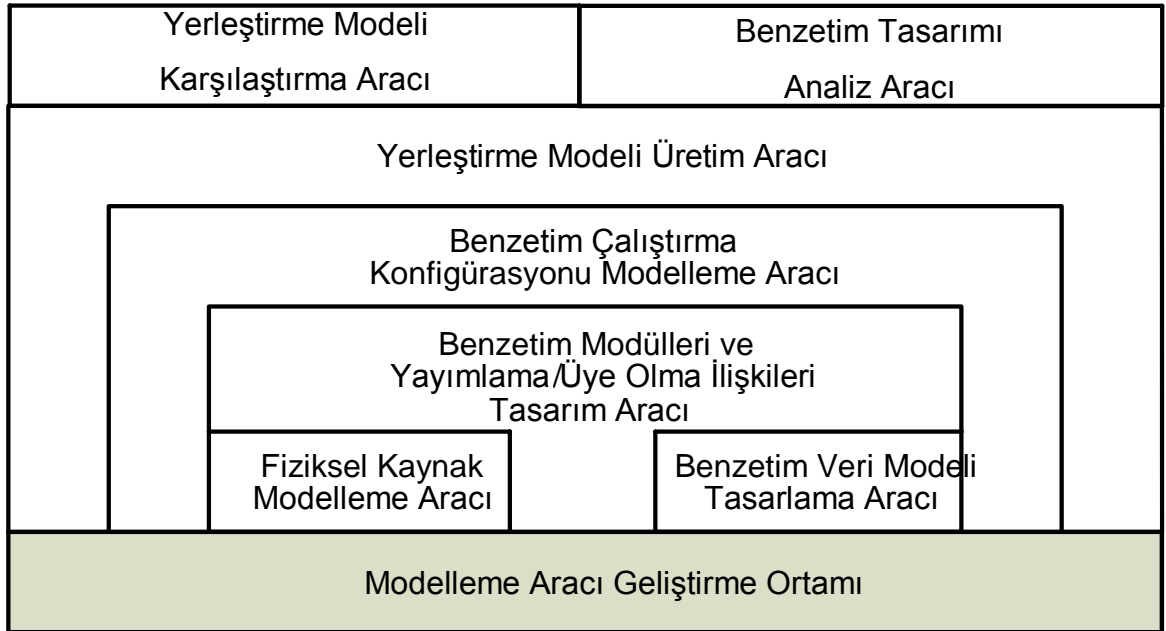 Yerleştirme Modeli
Karşılaştırma Aracı
Benzetim Tasarımı
Analiz Aracı
Yerleştirme Modeli Üretim Aracı
Benzetim Çalıştırma
Konfigürasyonu Modelleme Aracı
Benzetim Modülleri ve
Yayımlama/Üye Olma İlişkileri
Tasarım Aracı
Fiziksel Kaynak
Modelleme Aracı
Benzetim Veri Modeli
Tasarlama Aracı
Modelleme Aracı Geliştirme Ortamı